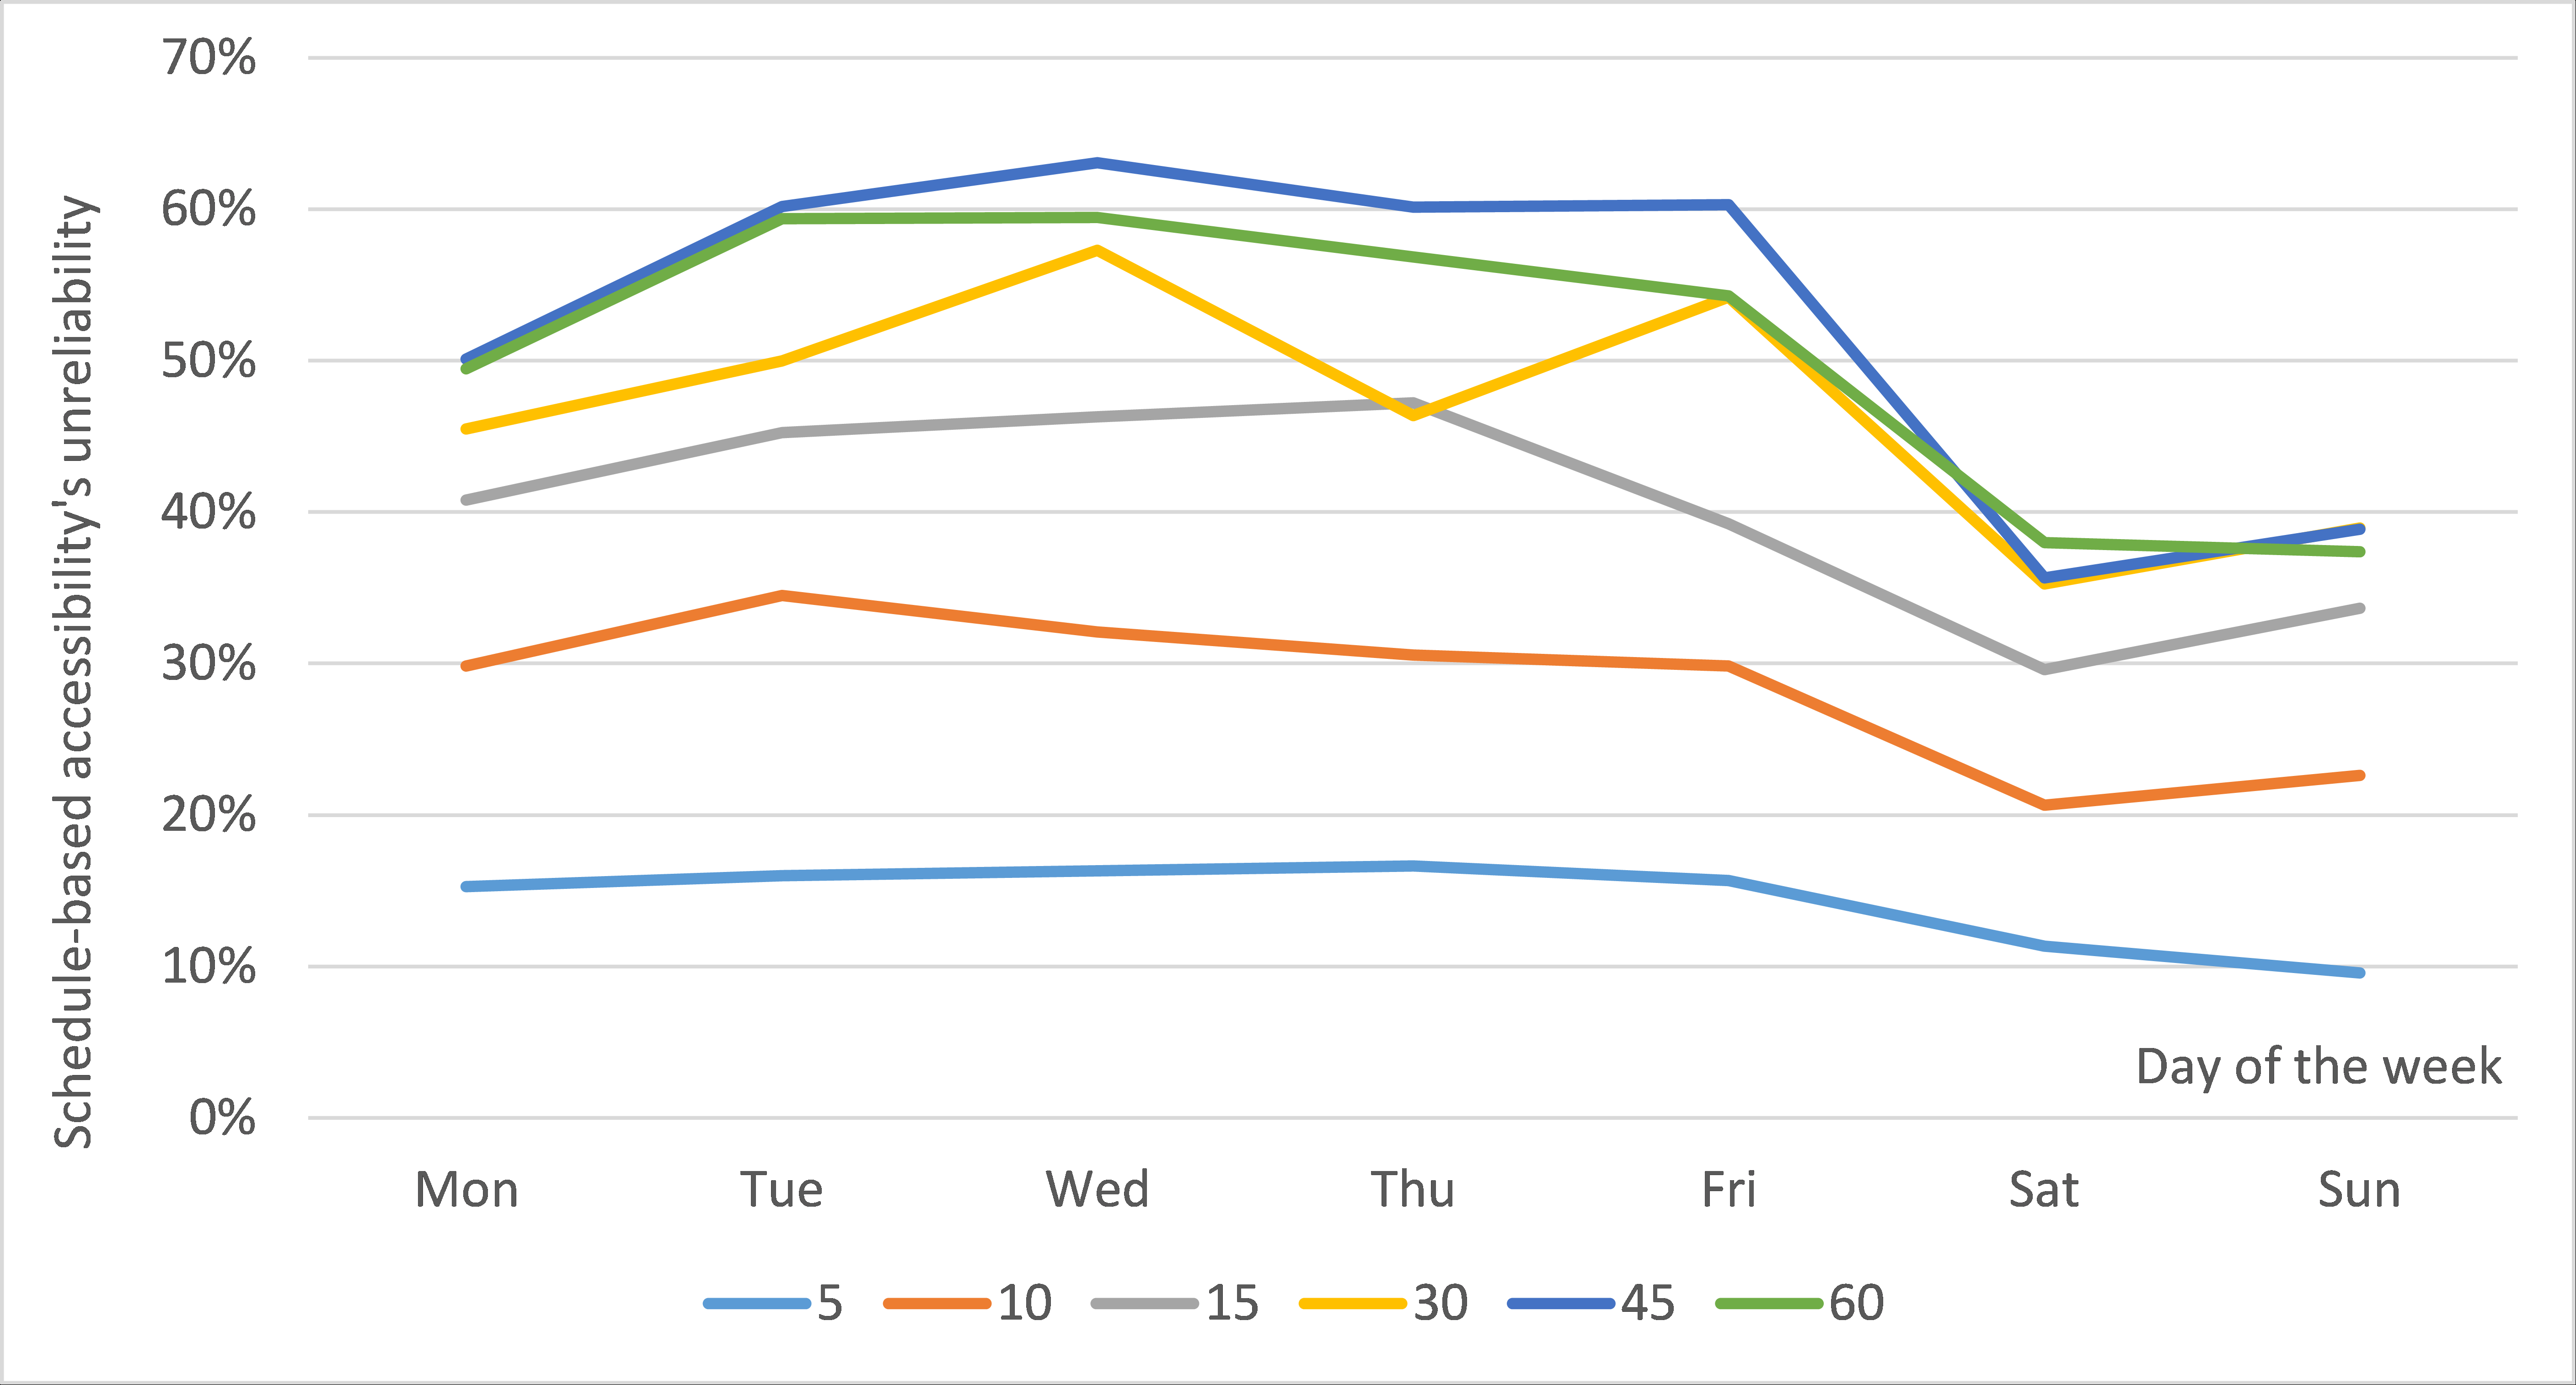 Schedule-based accessibility's unreliability
70%
60%
50%
40%
30%
20%
10%
0%
Day of the week
Mon Tue Wed Thu Fri Sat Sun
5 10 15 30 45 60